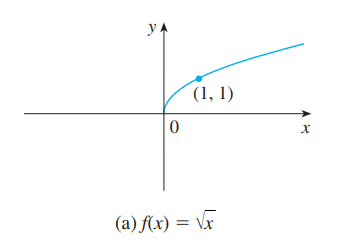 y
(1, 1)
0
x
(a) f(x) = √x